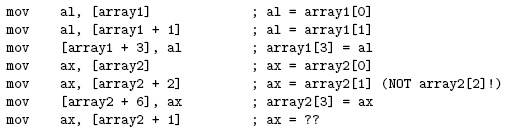 mov al, [array1] ; al = array1[0]
mov al, [array1 + 1] ; al = array1[1]
mov [array1 + 3], al ; array1[3] = al
mov ax, [array2] ; ax = array2[0]
mov ax, [array2 + 2] ; ax = array2[1] (NOT array2[2]!)
mov [array2 + 6], ax ; array2[3] = ax
mov ax, [array2 + 1] ; ax = ??